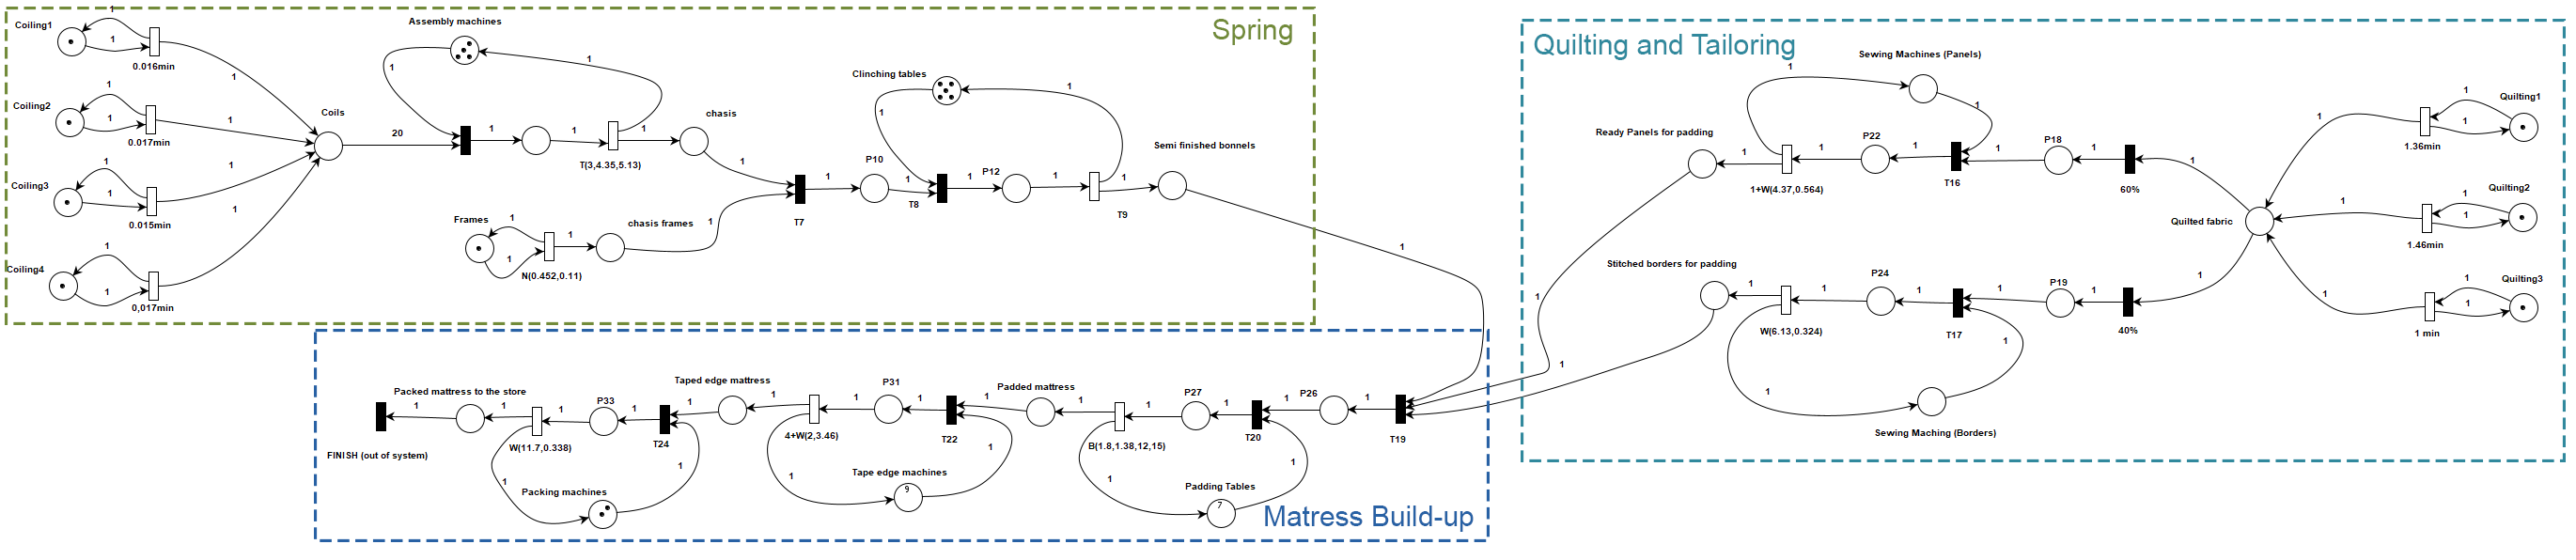 Spring
Coiling1
1
1
0.016min
1
Coiling2
1
1
0.017min
1
Coiling3
1
1
0.015min
1
Coiling4
1
1
0,017min
1
Coils
20
Assembly machines
1
1
1
1
T(3,4.35,5.13)
1
chasis
1
Frames
1
1
N(0.452,0.11)
1
chasis frames
1
T7
1
P10
1
T8
Clinching tables
1
1
1
P12
1
T9
1
Semi finished bonnels
1
Quilting and Tailoring
Sewing Machines (Panels)
1
1
Ready Panels for padding
1
1+W(4.37,0.564)
1
P22
1
T16
1
P18
1
60%
1
Quilted fabric
1
1.36min
1
1
Quilting1
1
1.46min
1
1
Quilting2
1
1 min
1
1
Quilting3
Stitched borders for padding
1
W(6.13,0.324)
1
P24
1
T17
1
P19
1
40%
1
1
1
Sewing Maching (Borders)
1
1
Matress Build-up
Packed mattress to the store
1
FINISH (out of system)
1
W(11.7,0.338)
1
P33
1
T24
1
Packing machines
1
Taped edge mattress
1
1
4+W(2,3.46)
1
P31
1
T22
1
Tape edge machines
9
1
1
Padded mattress
1
B(1.8,1.38,12,15)
1
P27
1
T20
1
Padding Tables
7
1
1
P26
1
T19